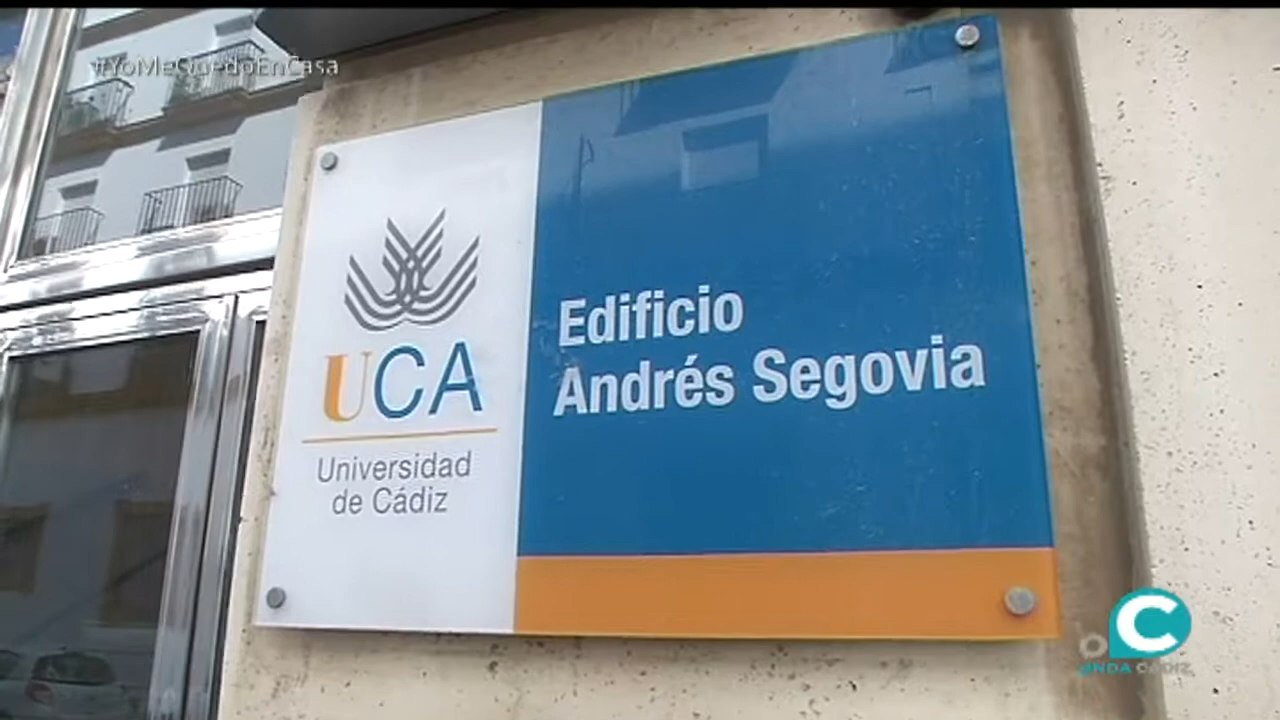 #YoMeQuedoEnCasa
UCA
Universidad
de Cádiz
Edificio
Andrés Segovia
C
ONDA CÁDIZ